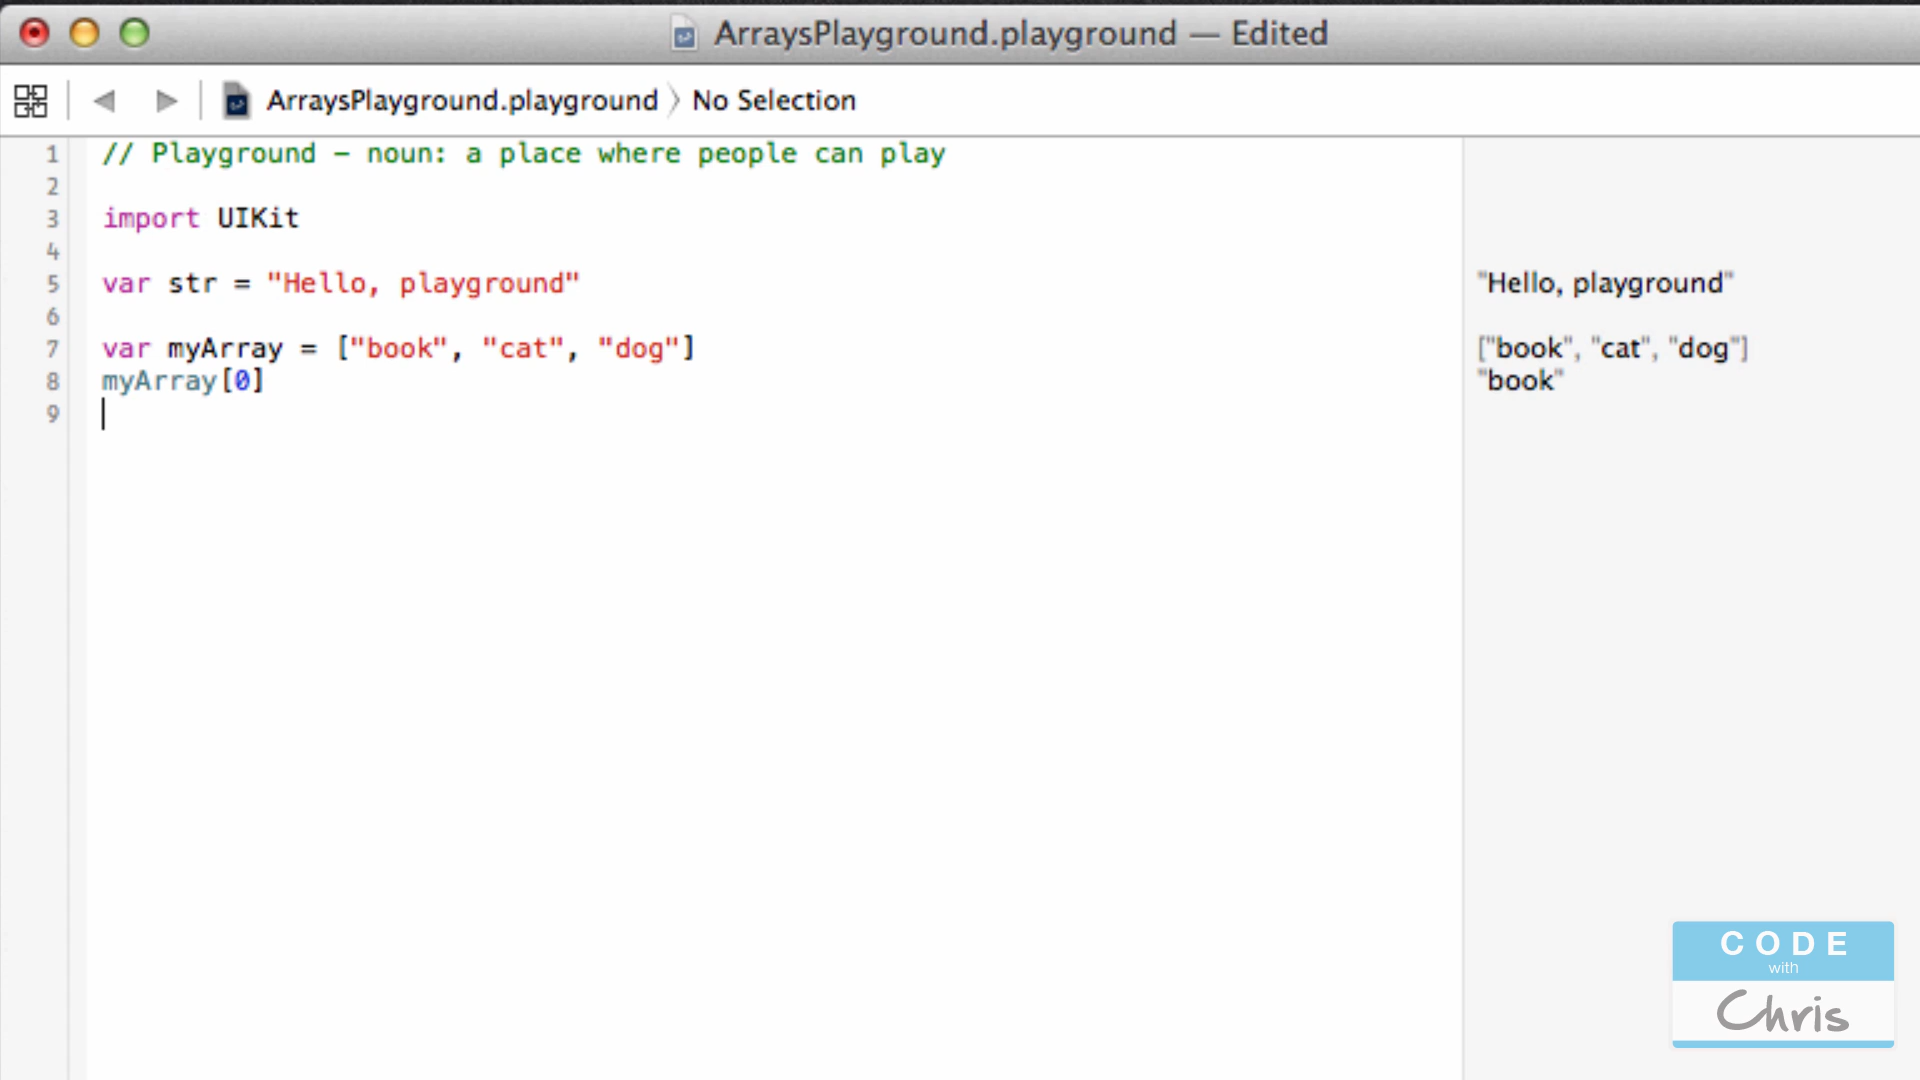 ArraysPlayground.playground — Edited
ArraysPlayground.playground 〉 No Selection
1 // Playground – noun: a place where people can play
2
3 import UIKit
4
5 var str = "Hello, playground" "Hello, playground"
6
7 var myArray = ["book", "cat", "dog"] ["book", "cat", "dog"]
8 myArray[0] "book"
9
CODE
with
Chris